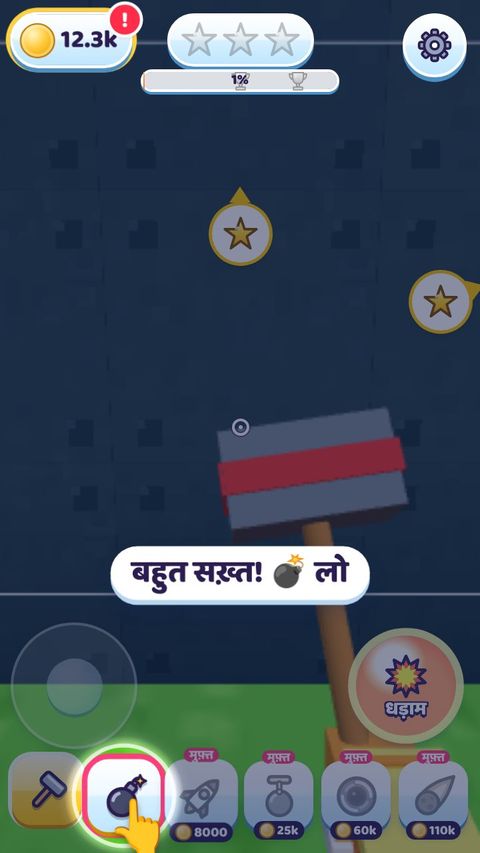 12.3k
!
1%
बहुत सख़्त! 💣 लो
धड़ाम
मुफ़्त
मुफ़्त
मुफ़्त
मुफ़्त
8000
25k
60k
110k